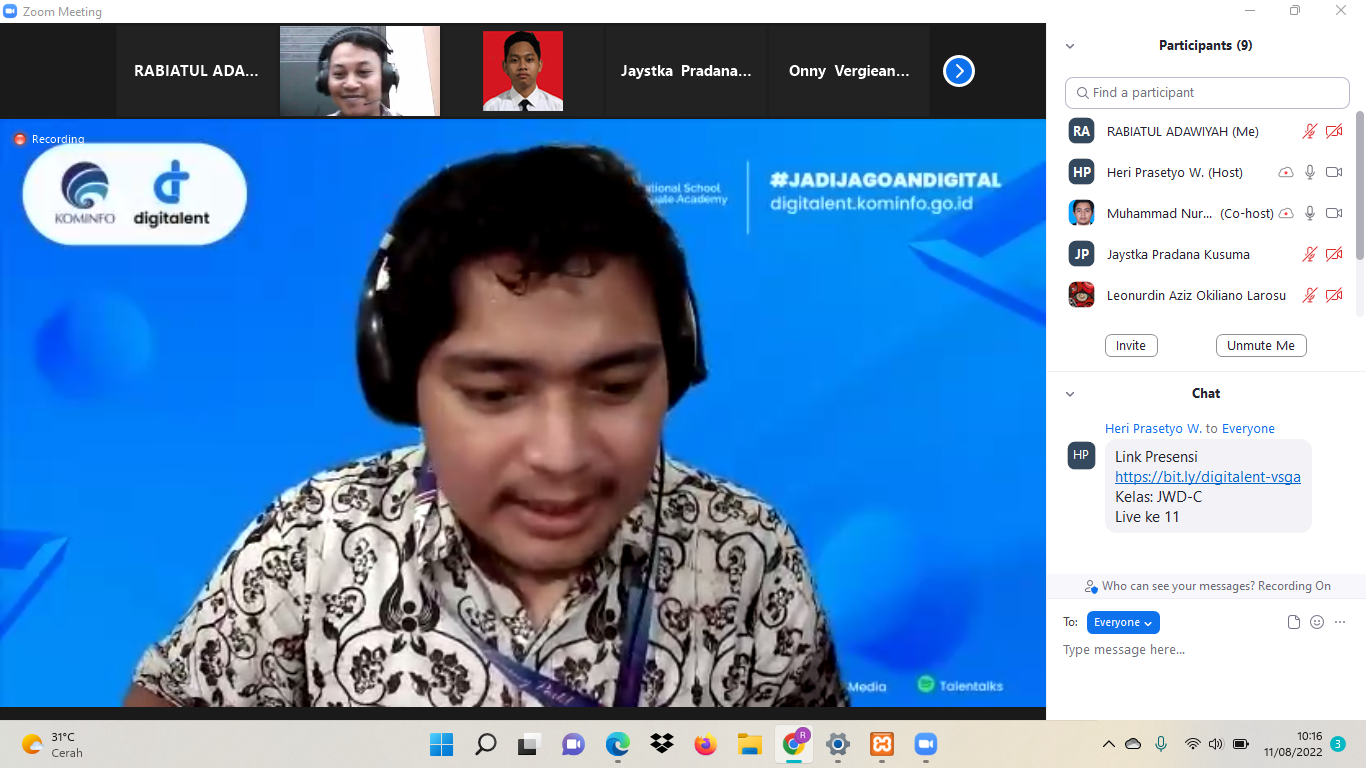 Zoom Meeting
RABIATUL ADA...
Jaystka Pradana...
Onny Vergiean...
Recording
KOMINFO
digitalent
#JADIJAGOANDIGITAL
digitalent.kominfo.go.id
School
Academy
Media
Talentalks
Participants (9)
Find a participant
RA
RABIATUL ADAWIYAH (Me)
HP
Heri Prasetyo W. (Host)
Muhammad Nur... (Co-host)
JP
Jaystka Pradana Kusuma
Leonurdin Aziz Okiliano Larosu
Invite
Unmute Me
Chat
Heri Prasetyo W. to Everyone
HP
Link Presensi
https://bit.ly/digitalent-vsga
Kelas: JWD-C
Live ke 11
Who can see your messages? Recording On
To: Everyone
Type message here...
31°C
Cerah
R
10:16
11/08/2022
3